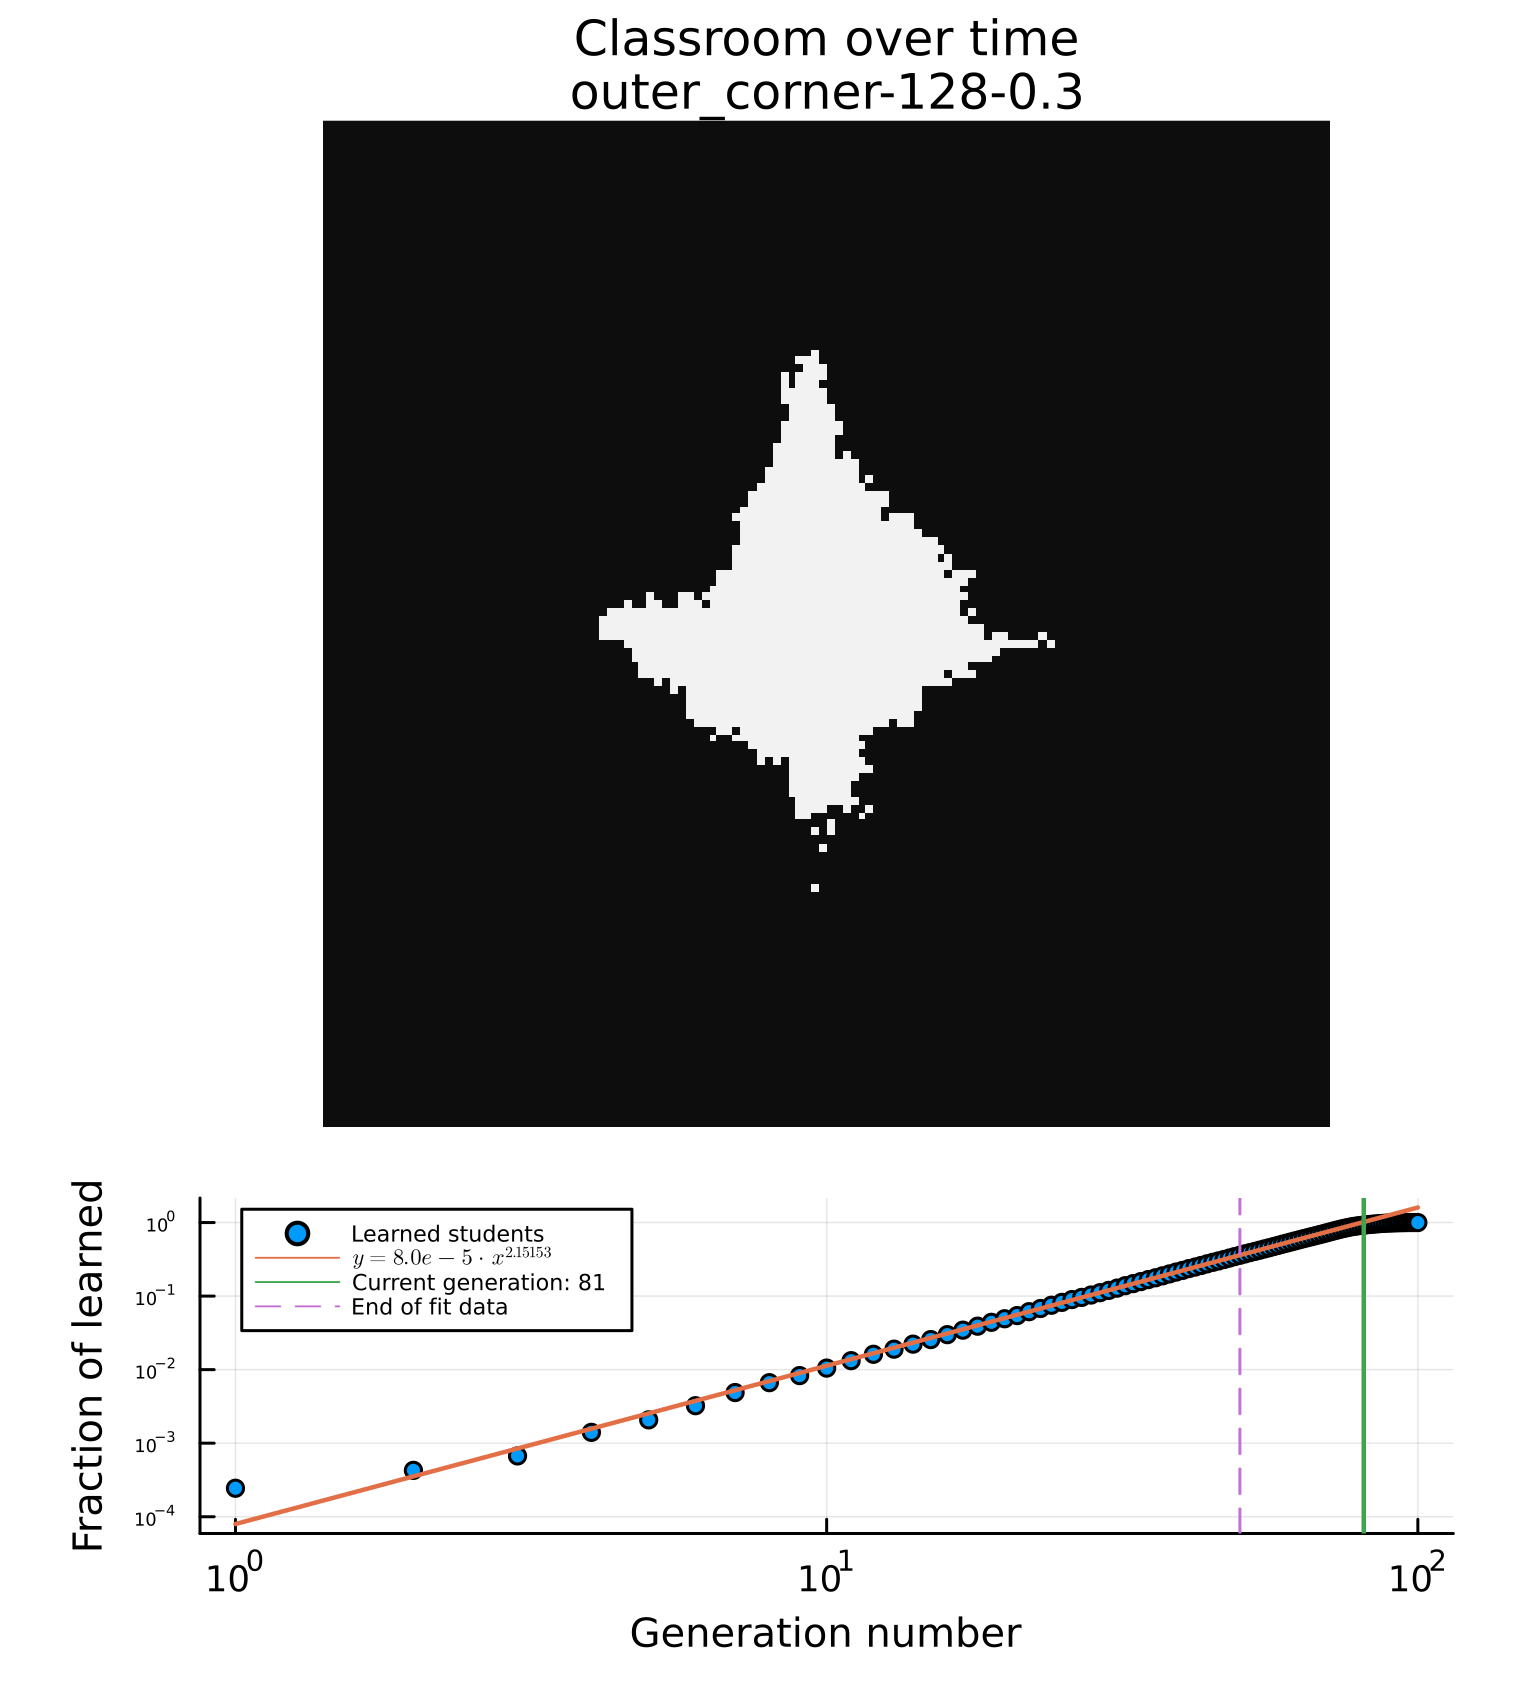 Classroom over time
outer_corner-128-0.3
Fraction of learned
10^0
10^-1
10^-2
10^-3
10^-4
Learned students
y = 8.0e − 5 · x^2.15153
Current generation: 81
End of fit data
10^0 10^1 10^2
Generation number